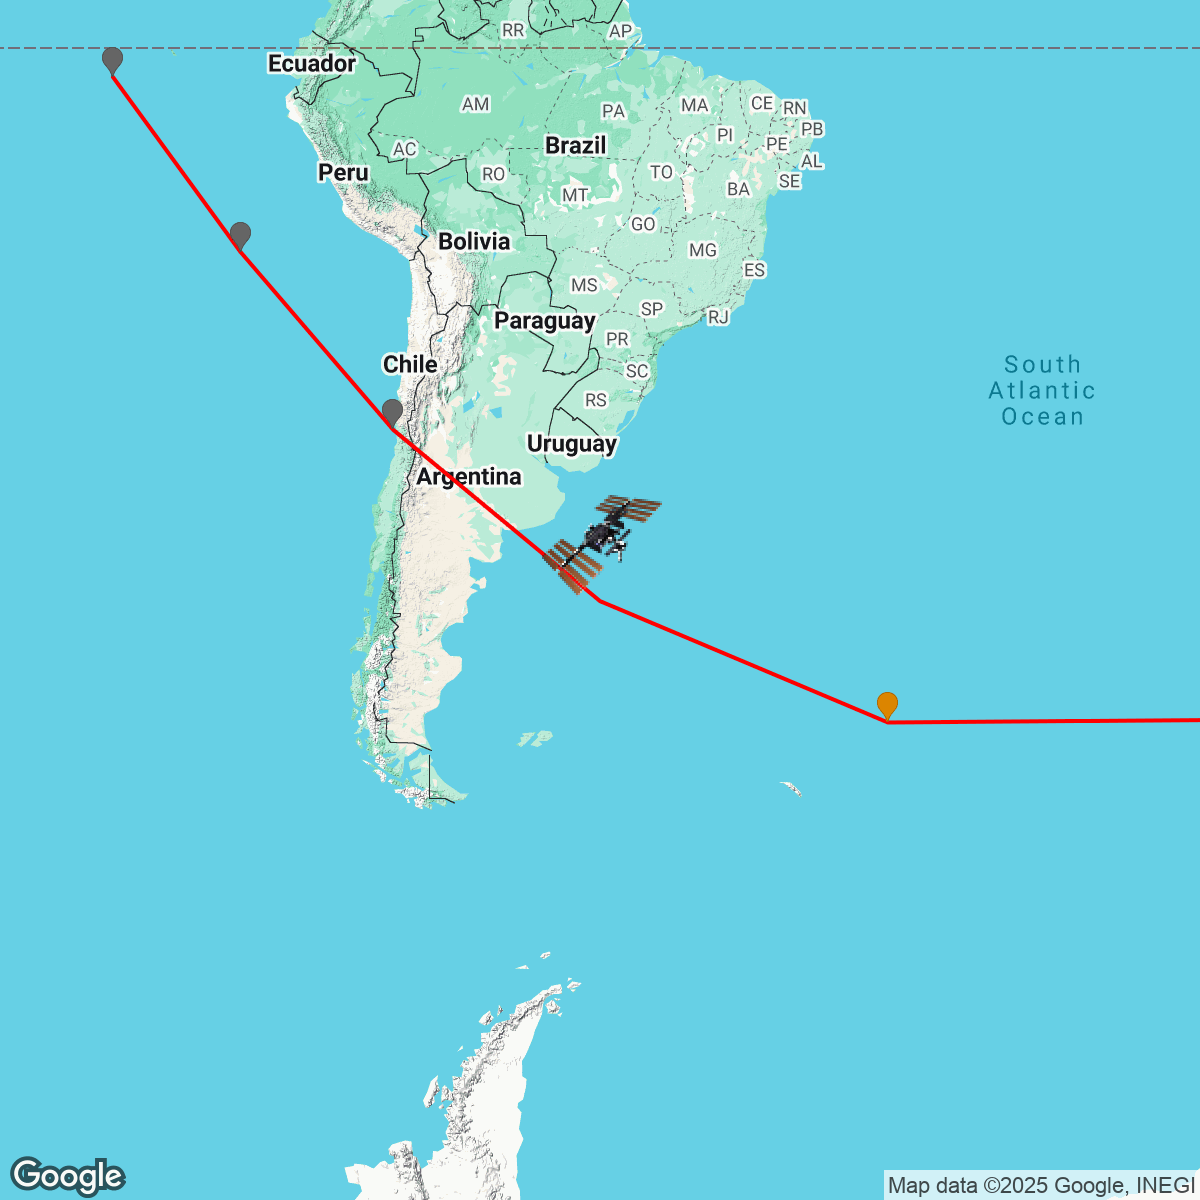 RR
AP
Ecuador
AM
PA
MA
CE
RN
PI
PB
PE
AC
Brazil
AL
Peru
RO
TO
SE
MT
BA
GO
Bolivia
MG
ES
MS
SP
Paraguay
RJ
PR
Chile
SC
South
Atlantic
Ocean
RS
Uruguay
Argentina
Google
Map data ©2025 Google, INEGI